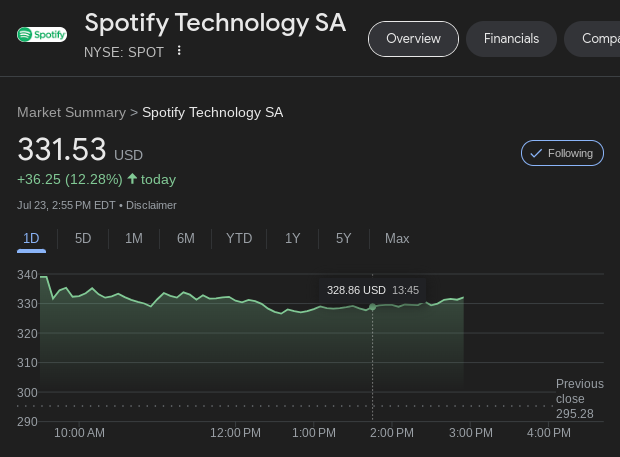 Spotify
Spotify Technology SA
NYSE: SPOT
Overview
Financials
Compa
Market Summary > Spotify Technology SA
331.53 USD
Following
+36.25 (12.28%) ↑ today
Jul 23, 2:55 PM EDT • Disclaimer
1D 5D 1M 6M YTD 1Y 5Y Max
340
328.86 USD 13:45
330
320
310
300
290
Previous
close
295.28
10:00 AM 12:00 PM 1:00 PM 2:00 PM 3:00 PM 4:00 PM